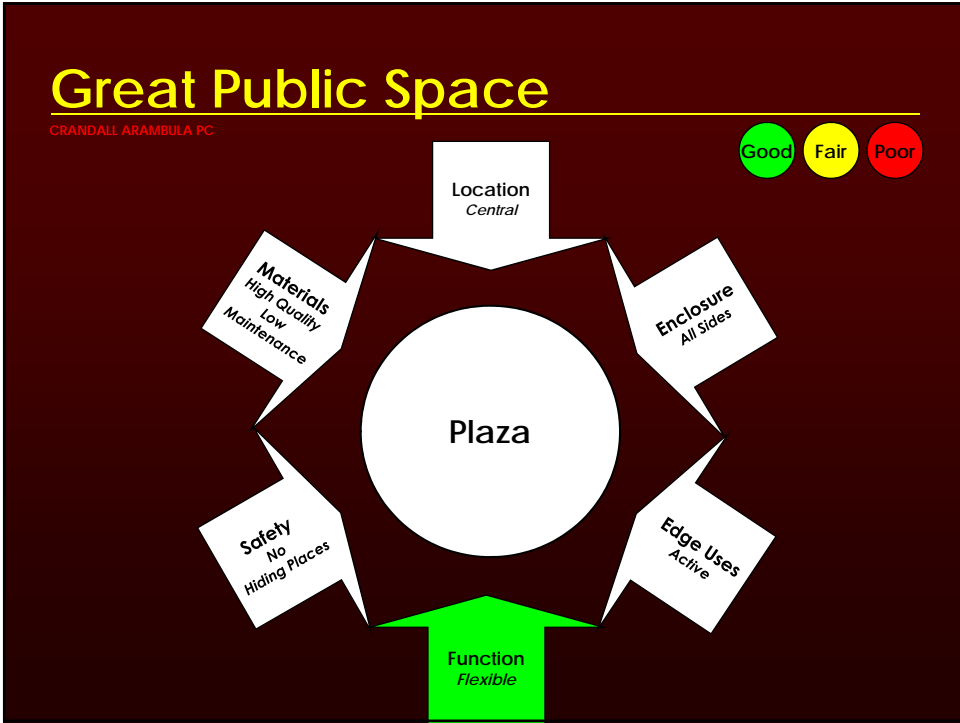 Great Public Space
CRANDALL ARAMBULA PC
Good Fair Poor
Location
Central
Materials
High Quality
Low
Maintenance
Enclosure
All Sides
Plaza
Safety
No
Hiding Places
Edge Uses
Active
Function
Flexible